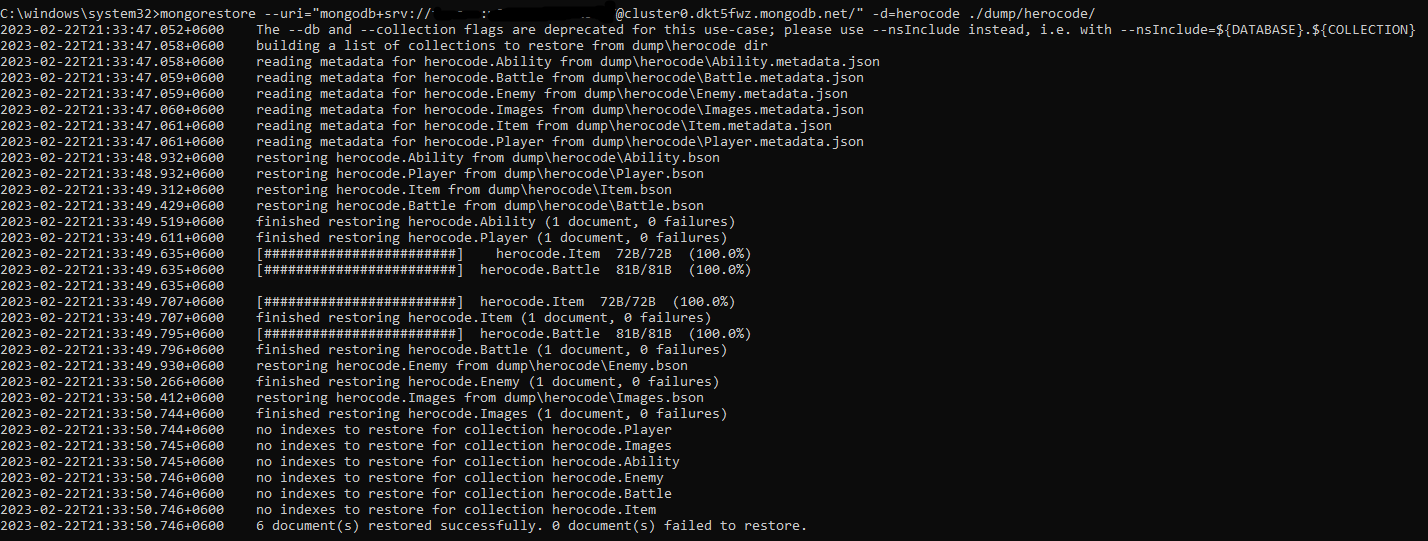 C:\windows\system32>mongorestore --uri="mongodb+srv://@cluster0.dkt5fwz.mongodb.net/" -d=herocode ./dump/herocode/
2023-02-22T21:33:47.052+0600    The --db and --collection flags are deprecated for this use-case; please use --nsInclude instead, i.e. with --nsInclude=${DATABASE}.${COLLECTION}
2023-02-22T21:33:47.058+0600    building a list of collections to restore from dump\herocode dir
2023-02-22T21:33:47.058+0600    reading metadata for herocode.Ability from dump\herocode\Ability.metadata.json
2023-02-22T21:33:47.059+0600    reading metadata for herocode.Battle from dump\herocode\Battle.metadata.json
2023-02-22T21:33:47.059+0600    reading metadata for herocode.Enemy from dump\herocode\Enemy.metadata.json
2023-02-22T21:33:47.060+0600    reading metadata for herocode.Images from dump\herocode\Images.metadata.json
2023-02-22T21:33:47.061+0600    reading metadata for herocode.Item from dump\herocode\Item.metadata.json
2023-02-22T21:33:47.061+0600    reading metadata for herocode.Player from dump\herocode\Player.metadata.json
2023-02-22T21:33:48.932+0600    restoring herocode.Ability from dump\herocode\Ability.bson
2023-02-22T21:33:48.932+0600    restoring herocode.Player from dump\herocode\Player.bson
2023-02-22T21:33:49.312+0600    restoring herocode.Item from dump\herocode\Item.bson
2023-02-22T21:33:49.429+0600    restoring herocode.Battle from dump\herocode\Battle.bson
2023-02-22T21:33:49.519+0600    finished restoring herocode.Ability (1 document, 0 failures)
2023-02-22T21:33:49.611+0600    finished restoring herocode.Player (1 document, 0 failures)
2023-02-22T21:33:49.635+0600    [########################]    herocode.Item  72B/72B  (100.0%)
2023-02-22T21:33:49.635+0600    [########################]  herocode.Battle  81B/81B  (100.0%)
2023-02-22T21:33:49.635+0600
2023-02-22T21:33:49.707+0600    [########################]  herocode.Item  72B/72B  (100.0%)
2023-02-22T21:33:49.707+0600    finished restoring herocode.Item (1 document, 0 failures)
2023-02-22T21:33:49.795+0600    [########################]  herocode.Battle  81B/81B  (100.0%)
2023-02-22T21:33:49.796+0600    finished restoring herocode.Battle (1 document, 0 failures)
2023-02-22T21:33:49.930+0600    restoring herocode.Enemy from dump\herocode\Enemy.bson
2023-02-22T21:33:50.266+0600    finished restoring herocode.Enemy (1 document, 0 failures)
2023-02-22T21:33:50.412+0600    restoring herocode.Images from dump\herocode\Images.bson
2023-02-22T21:33:50.744+0600    finished restoring herocode.Images (1 document, 0 failures)
2023-02-22T21:33:50.744+0600    no indexes to restore for collection herocode.Player
2023-02-22T21:33:50.745+0600    no indexes to restore for collection herocode.Images
2023-02-22T21:33:50.745+0600    no indexes to restore for collection herocode.Ability
2023-02-22T21:33:50.746+0600    no indexes to restore for collection herocode.Enemy
2023-02-22T21:33:50.746+0600    no indexes to restore for collection herocode.Battle
2023-02-22T21:33:50.746+0600    no indexes to restore for collection herocode.Item
2023-02-22T21:33:50.746+0600    6 document(s) restored successfully. 0 document(s) failed to restore.